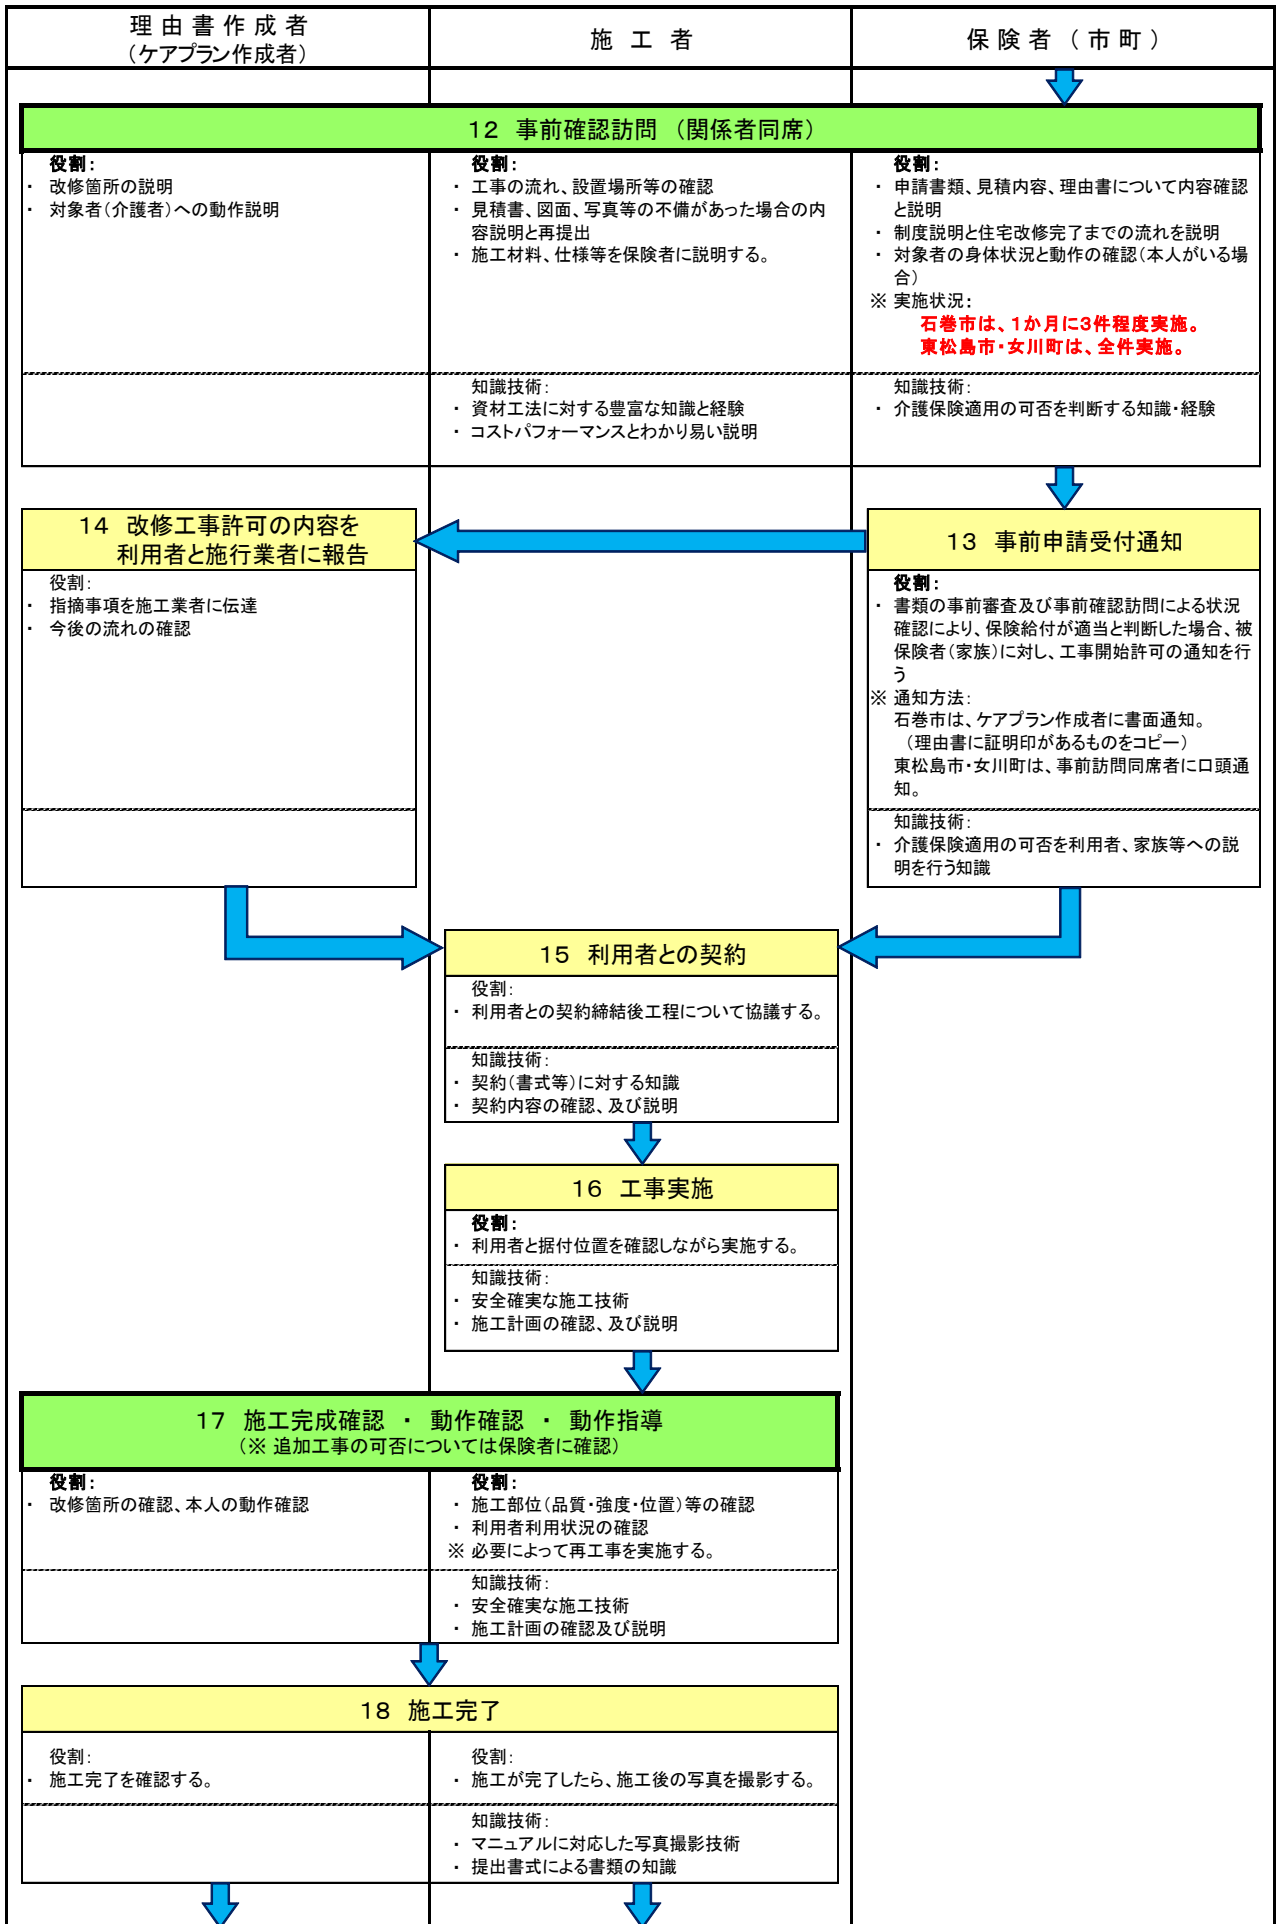 理由書作成者
(ケアプラン作成者)
施工者
保険者(市町)
12 事前確認訪問 (関係者同席)
役割:
・ 改修箇所の説明
・ 対象者(介護者)への動作説明
役割:
・ 工事の流れ、設置場所等の確認
・ 見積書、図面、写真等の不備があった場合の内
容説明と再提出
・ 施工材料、仕様等を保険者に説明する。
役割:
・ 申請書類、見積内容、理由書について内容確認
と説明
・ 制度説明と住宅改修完了までの流れを説明
・ 対象者の身体状況と動作の確認(本人がいる場
合)
※ 実施状況:
石巻市は、1か月に3件程度実施。
東松島市・女川町は、全件実施。
知識技術:
・ 資材工法に対する豊富な知識と経験
・ コストパフォーマンスとわかり易い説明
知識技術:
・ 介護保険適用の可否を判断する知識・経験
14 改修工事許可の内容を
利用者と施行業者に報告
役割:
・ 指摘事項を施工業者に伝達
・ 今後の流れの確認
13 事前申請受付通知
役割:
・ 書類の事前審査及び事前確認訪問による状況
確認により、保険給付が適当と判断した場合、被
保険者(家族)に対し、工事開始許可の通知を行
う
※ 通知方法:
石巻市は、ケアプラン作成者に書面通知。
(理由書に証明印があるものをコピー)
東松島市・女川町は、事前訪問同席者に口頭通
知。
知識技術:
・ 介護保険適用の可否を利用者、家族等への説
明を行う知識
15 利用者との契約
役割:
・ 利用者との契約締結後工程について協議する。
知識技術:
・ 契約(書式等)に対する知識
・ 契約内容の確認、及び説明
16 工事実施
役割:
・ 利用者と据付位置を確認しながら実施する。
知識技術:
・ 安全確実な施工技術
・ 施工計画の確認、及び説明
17 施工完成確認 ・ 動作確認 ・ 動作指導
(※ 追加工事の可否については保険者に確認)
役割:
・ 改修箇所の確認、本人の動作確認
役割:
・ 施工部位(品質・強度・位置)等の確認
・ 利用者利用状況の確認
※ 必要によって再工事を実施する。
知識技術:
・ 安全確実な施工技術
・ 施工計画の確認及び説明
18 施工完了
役割:
・ 施工完了を確認する。
役割:
・ 施工が完了したら、施工後の写真を撮影する。
知識技術:
・ マニュアルに対応した写真撮影技術
・ 提出書式による書類の知識